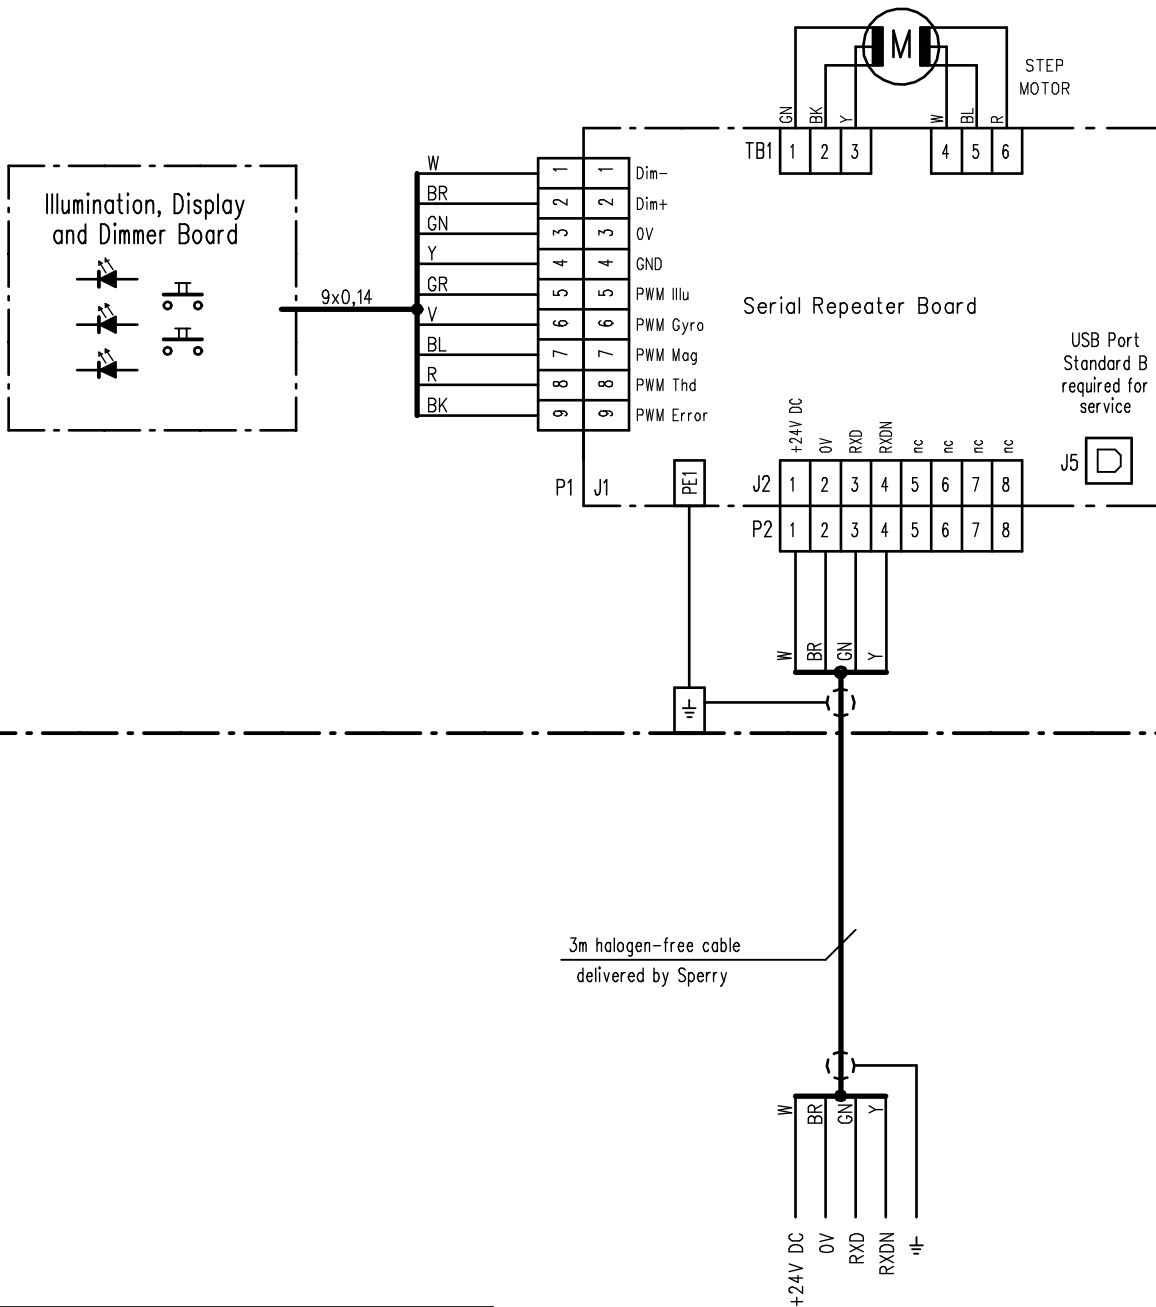 M
STEP
MOTOR
GN
BK
Y
W
BL
R
TB1 1 2 3 4 5 6
Illumination, Display
and Dimmer Board
9x0,14
W 1 1 Dim-
BR 2 2 Dim+
GN 3 3 0V
Y 4 4 GND
GR 5 5 PWM Illu
V 6 6 PWM Gyro
BL 7 7 PWM Mag
R 8 8 PWM Thd
BK 9 9 PWM Error
P1 J1
Serial Repeater Board
USB Port
Standard B
required for
service
J5
PE1
+24V DC
0V
RXD
RXDN
nc
nc
nc
nc
J2 1 2 3 4 5 6 7 8
P2 1 2 3 4 5 6 7 8
W
BR
GN
Y
3m halogen-free cable
delivered by Sperry
W
BR
GN
Y
+24V DC
0V
RXD
RXDN